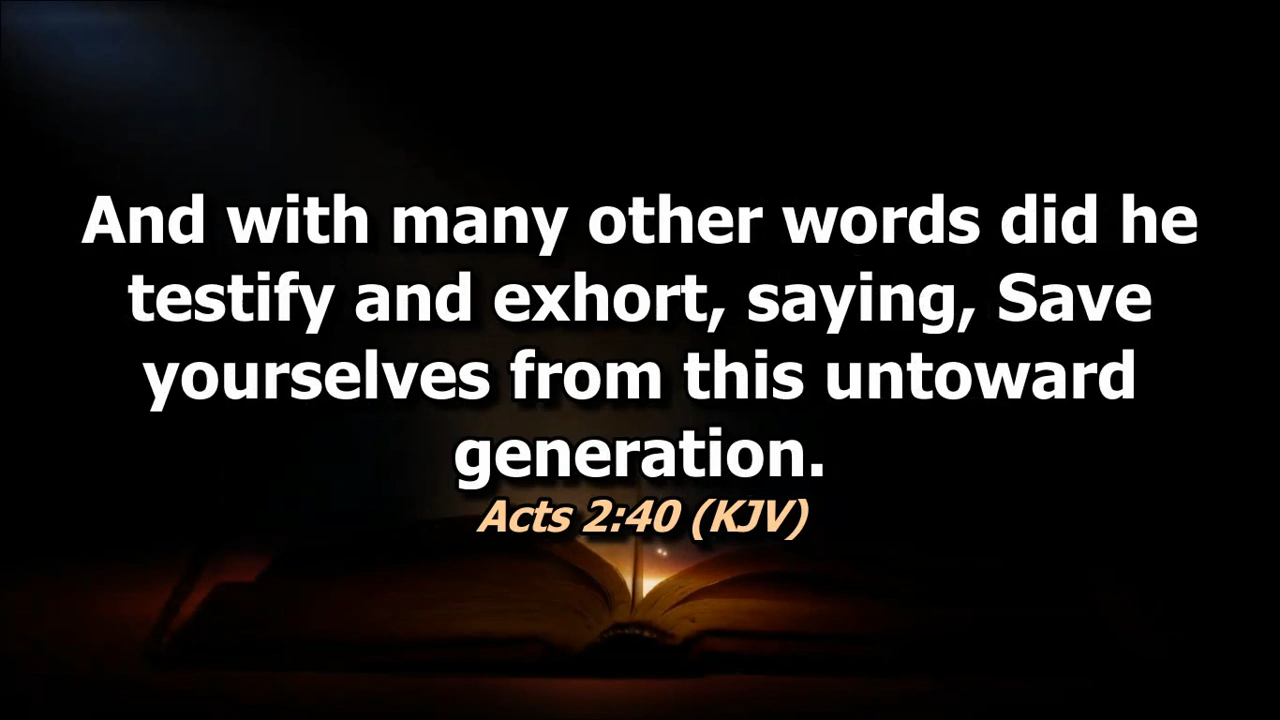 And with many other words did he
testify and exhort, saying, Save
yourselves from this untoward
generation.
Acts 2:40 (KJV)